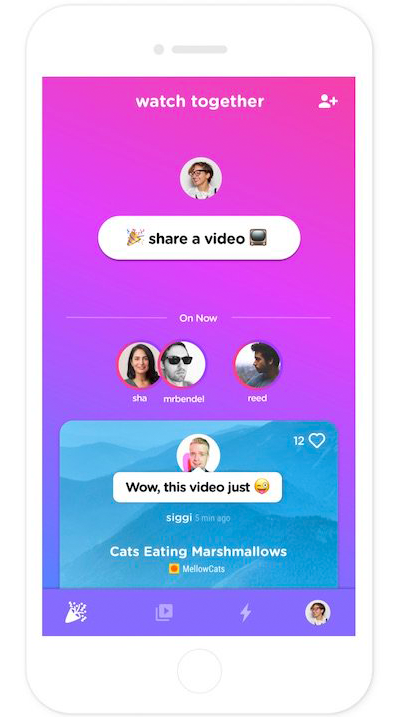 watch together
🎉 share a video 📺
On Now
sha mrbendel reed
12
Wow, this video just 😜
siggi 5 min ago
Cats Eating Marshmallows
MellowCats